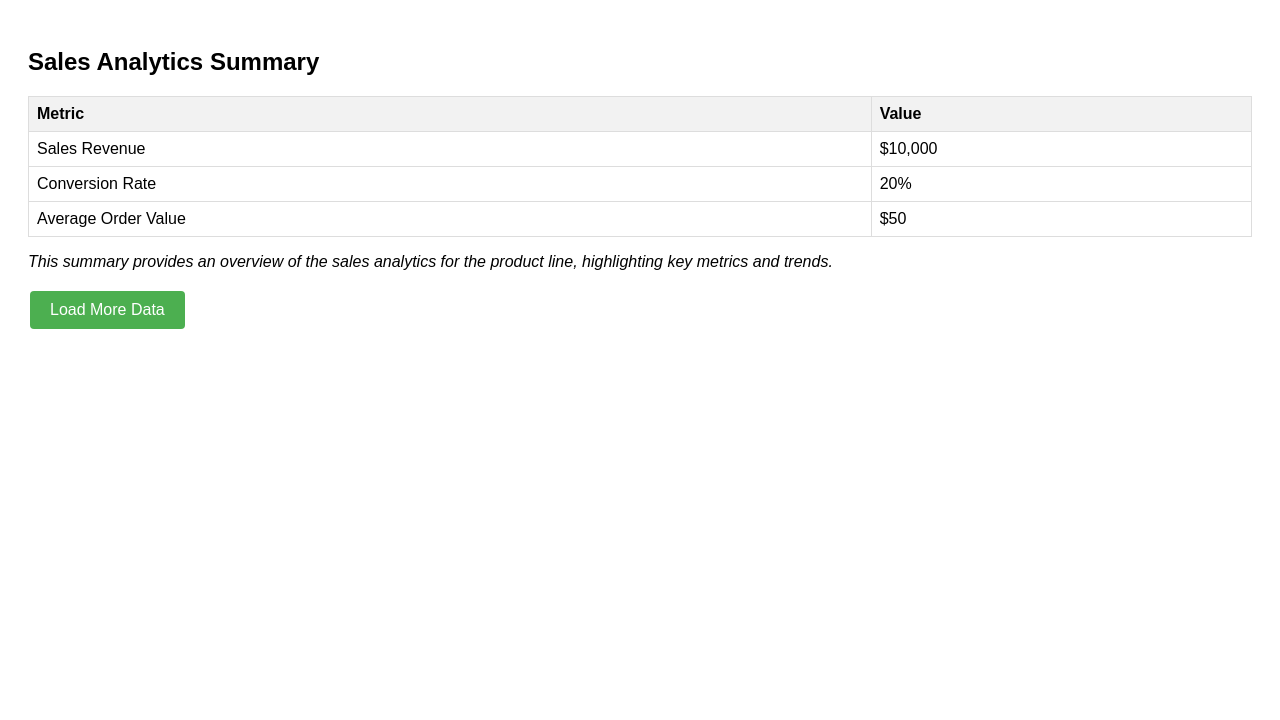 Sales Analytics Summary
Metric Value
Sales Revenue $10,000
Conversion Rate 20%
Average Order Value $50
This summary provides an overview of the sales analytics for the product line, highlighting key metrics and trends.
Load More Data